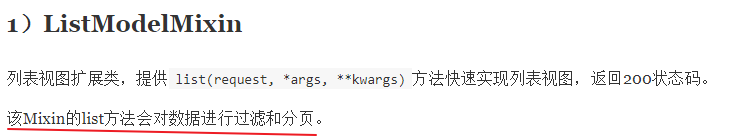 1）ListModelMixin
列表视图扩展类，提供 list(request, *args, **kwargs) 方法快速实现列表视图，返回200状态码。
该Mixin的list方法会对数据进行过滤和分页。